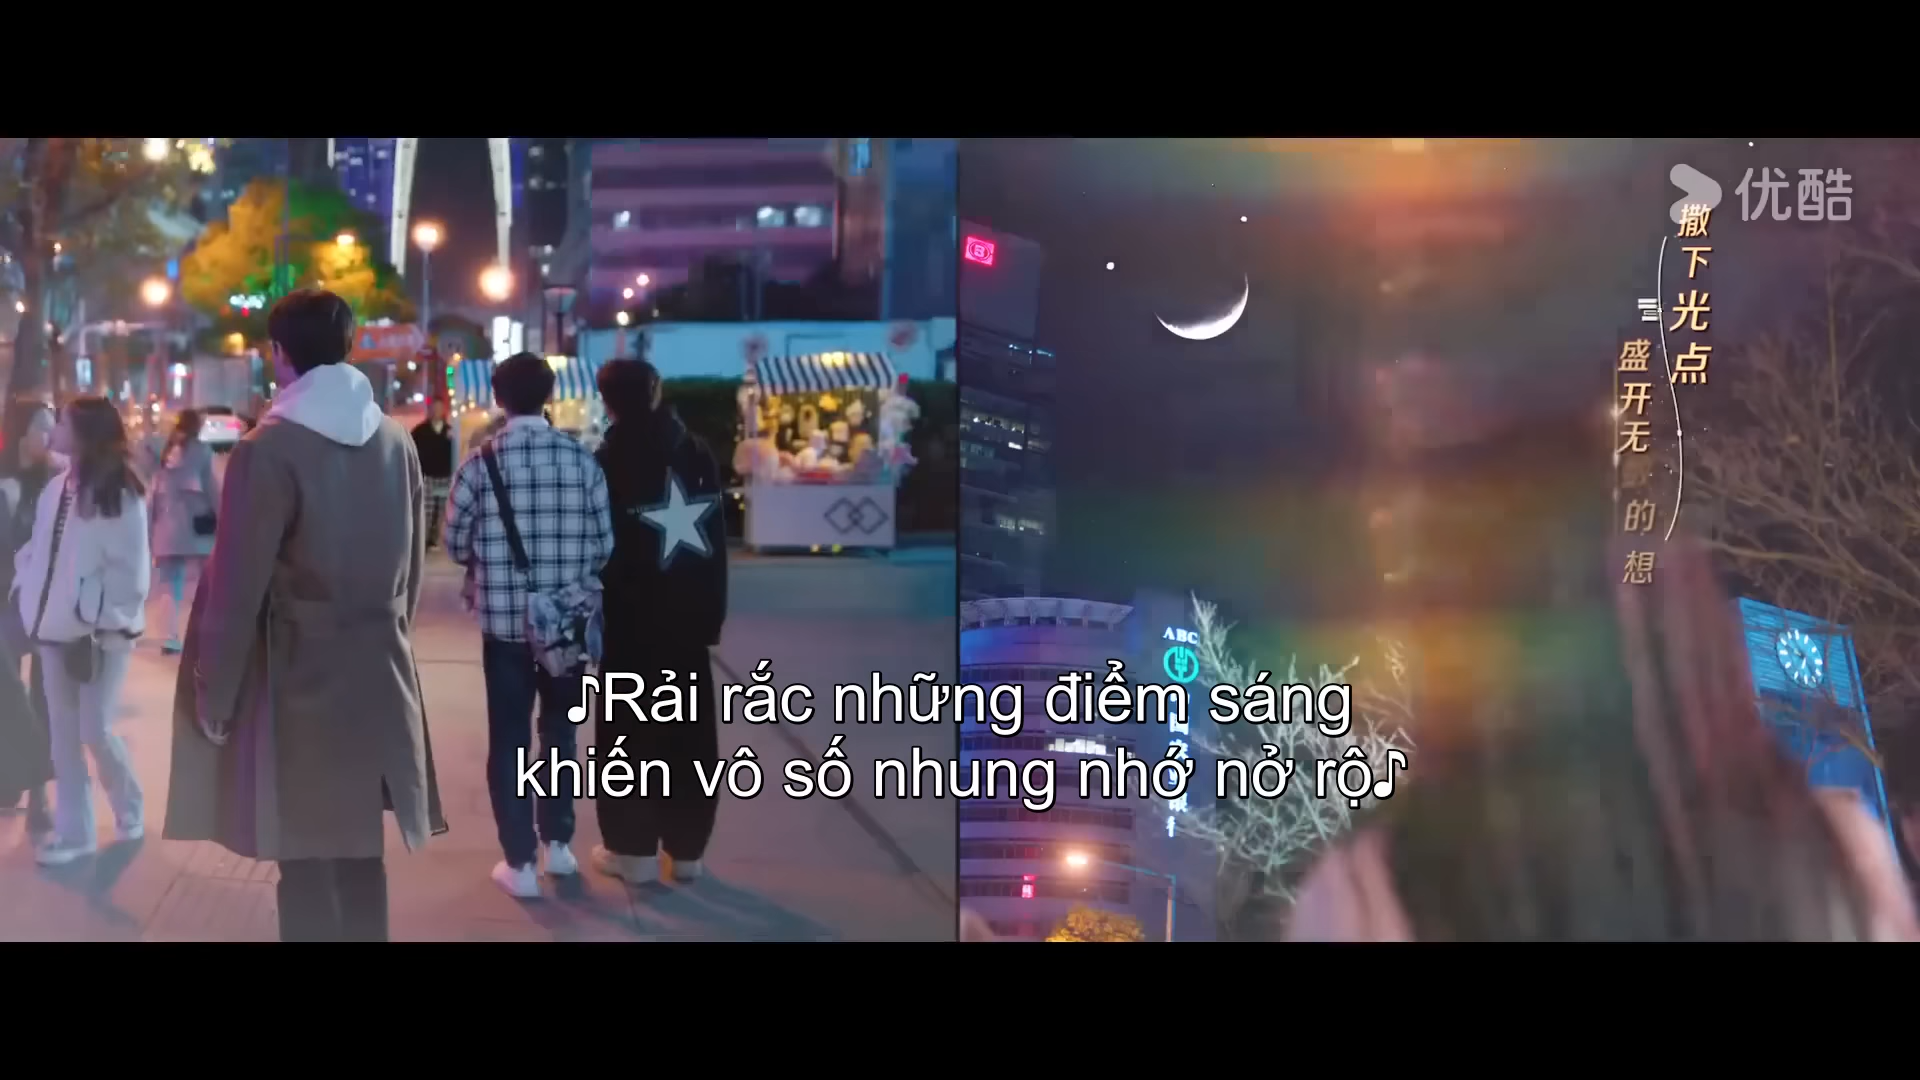 优酷
撒下光点
盛开无
的想
ABC
♪Rải rắc những điểm sáng
khiến vô số nhung nhớ nở rộ♪